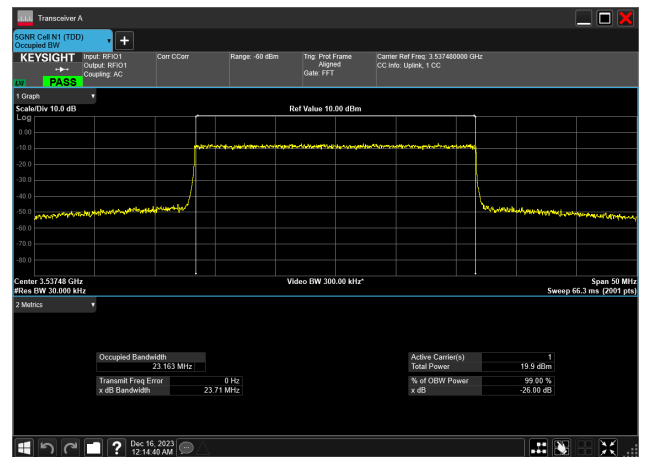 Transceiver A
5GNR Cell N1 (TDD)
Occupied BW
KEYSIGHT
LXI
PASS
Input: RFIO1
Output: RFIO1
Coupling: AC
Corr CCorr
Range: -60 dBm
Trig: Prot Frame
Aligned
Gate: FFT
Carrier Ref Freq: 3.537480000 GHz
CC Info: Uplink, 1 CC
1 Graph
Scale/Div 10.0 dB
Ref Value 10.00 dBm
Log
0.00
-10.0
-20.0
-30.0
-40.0
-50.0
-60.0
-70.0
-80.0
Center 3.53748 GHz
Video BW 300.00 kHz*
Span 50 MHz
#Res BW 30.000 kHz
Sweep 66.3 ms (2001 pts)
2 Metrics
Occupied Bandwidth
23.163 MHz
Transmit Freq Error 0 Hz
x dB Bandwidth 23.71 MHz
Active Carrier(s) 1
Total Power 19.9 dBm
% of OBW Power 99.00 %
x dB -26.00 dB
Dec 16, 2023
12:14:40 AM